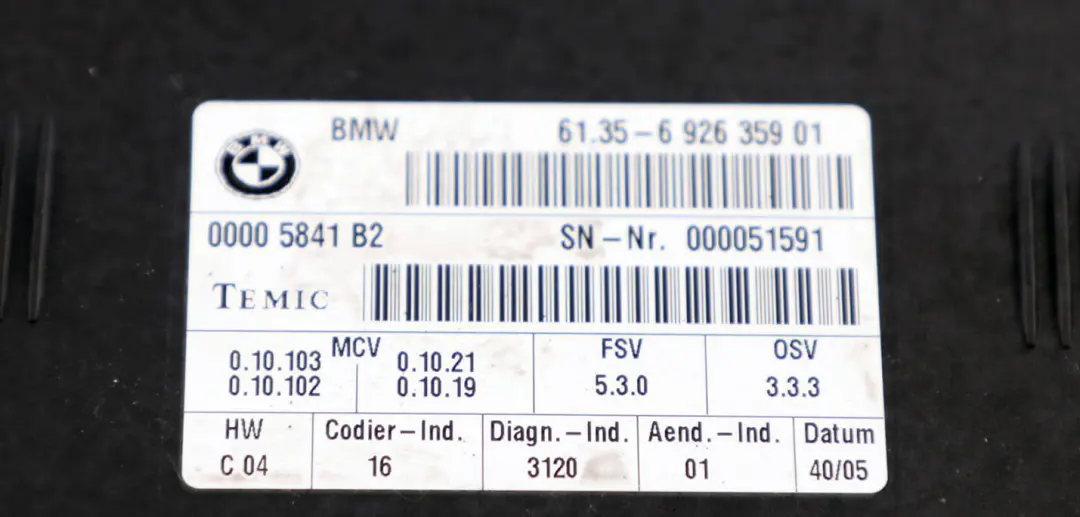 BMW 61.35-6 926 359 01
BMW
0000 5841 B2 SN-Nr. 000051591
TEMIC
MCV FSV OSV
0.10.103 0.10.21
0.10.102 0.10.19 5.3.0 3.3.3
HW Codier-Ind. Diagn.-Ind. Aend.-Ind. Datum
C 04 16 3120 01 40/05